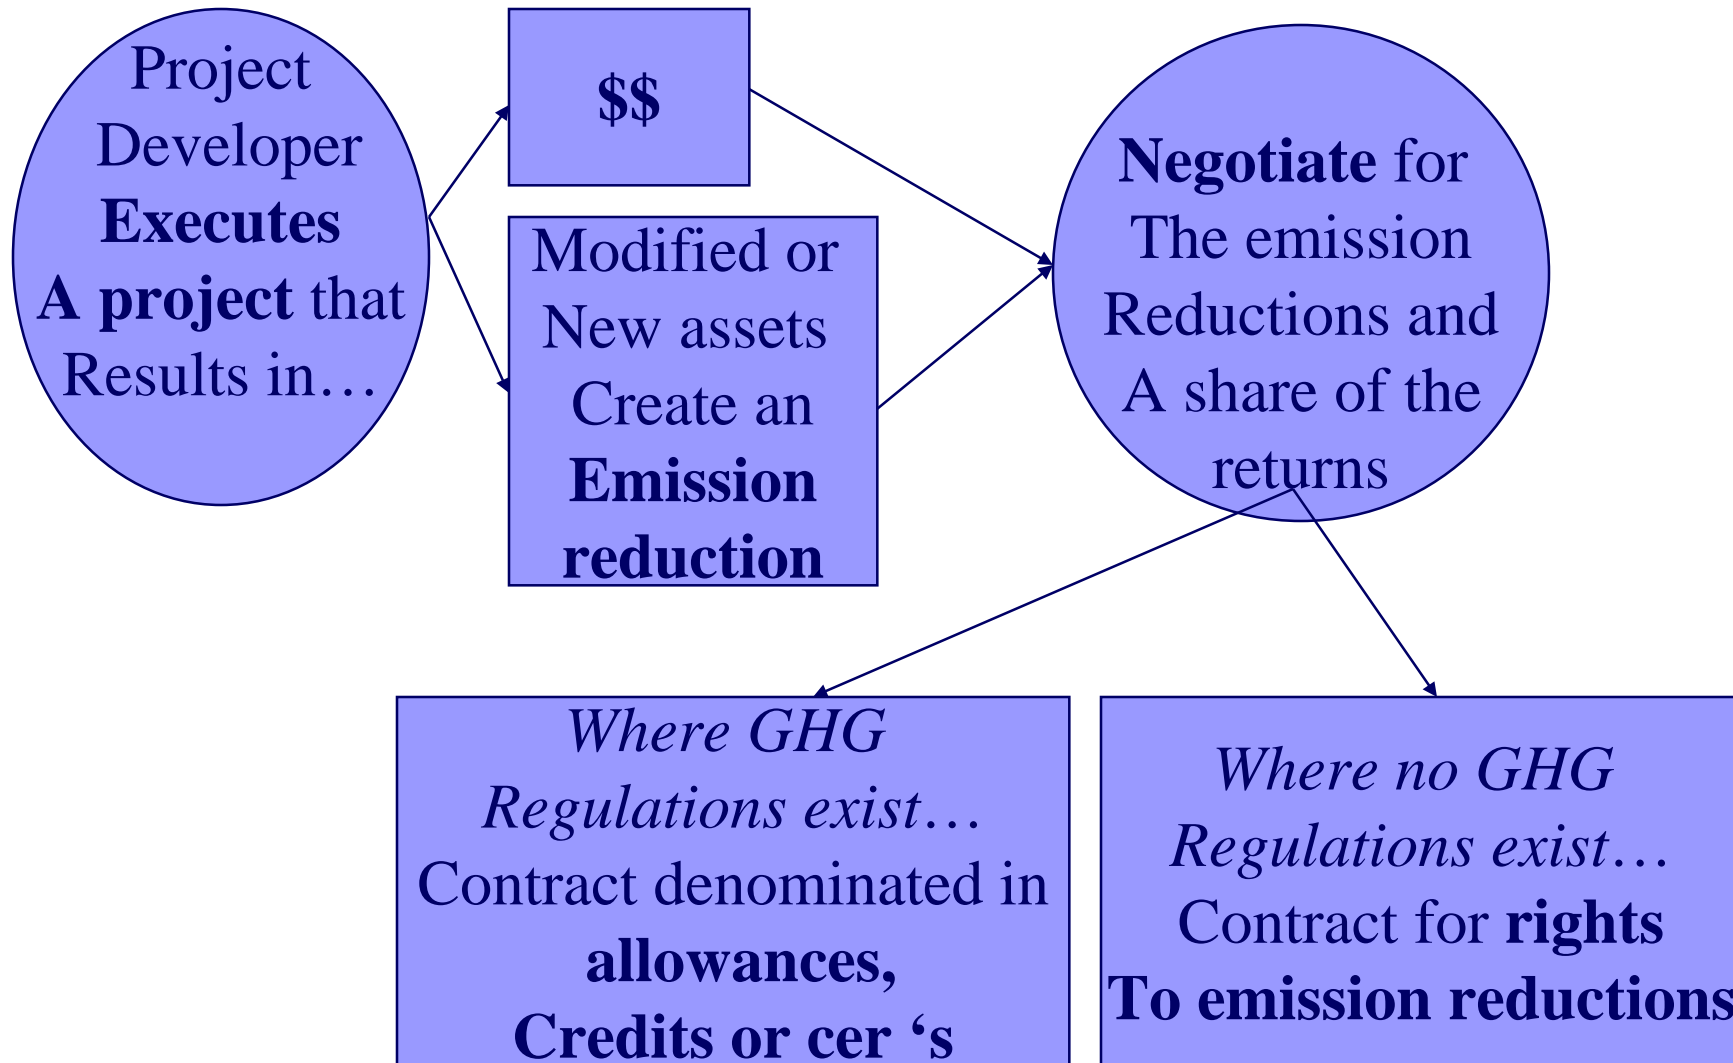 Project
Developer
Executes
A project that
Results in…
$$
Modified or
New assets
Create an
Emission
reduction
Negotiate for
The emission
Reductions and
A share of the
returns
Where GHG
Regulations exist…
Contract denominated in
allowances,
Credits or cer ‘s
Where no GHG
Regulations exist…
Contract for rights
To emission reductions